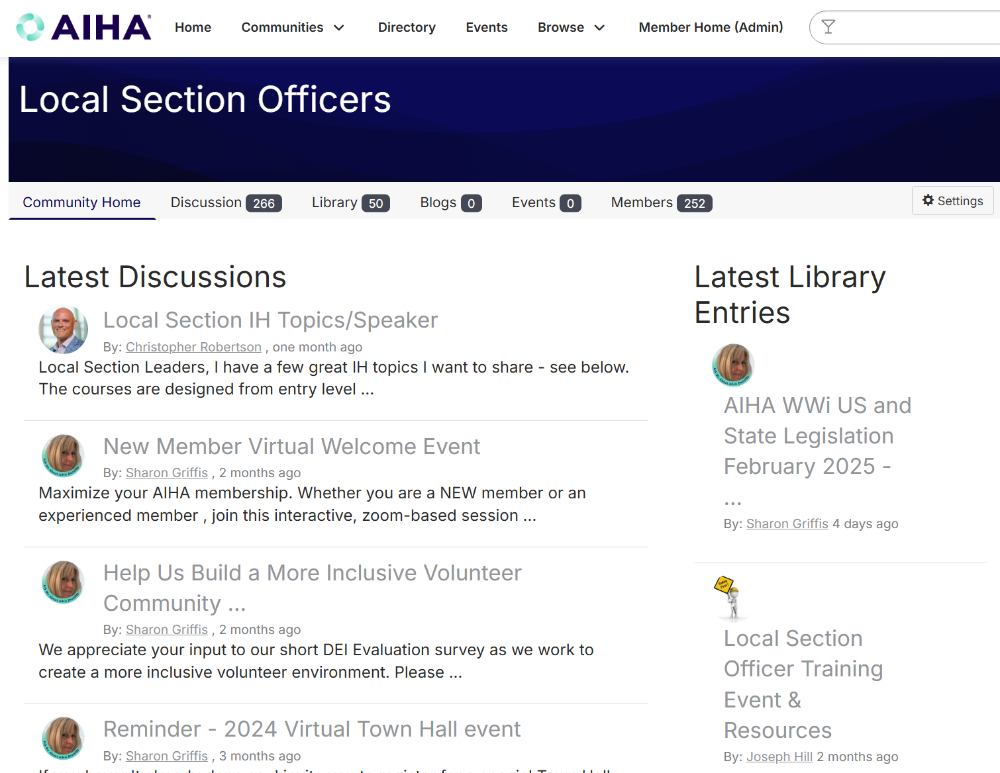 AIHA®
Home Communities Directory Events Browse Member Home (Admin)
Local Section Officers
Community Home Discussion 266 Library 50 Blogs 0 Events 0 Members 252 Settings
Latest Discussions
Local Section IH Topics/Speaker
By: Christopher Robertson , one month ago
Local Section Leaders, I have a few great IH topics I want to share - see below.
The courses are designed from entry level ...
New Member Virtual Welcome Event
By: Sharon Griffis , 2 months ago
Maximize your AIHA membership. Whether you are a NEW member or an
experienced member , join this interactive, zoom-based session ...
Help Us Build a More Inclusive Volunteer
Community ...
By: Sharon Griffis , 2 months ago
We appreciate your input to our short DEI Evaluation survey as we work to
create a more inclusive volunteer environment. Please ...
Reminder - 2024 Virtual Town Hall event
By: Sharon Griffis , 3 months ago
Latest Library
Entries
Ask Me About AIHA Benefits
AIHA WWi US and
State Legislation
February 2025 -
...
By: Sharon Griffis 4 days ago
Safety
First!
Local Section
Officer Training
Event &
Resources
By: Joseph Hill 2 months ago